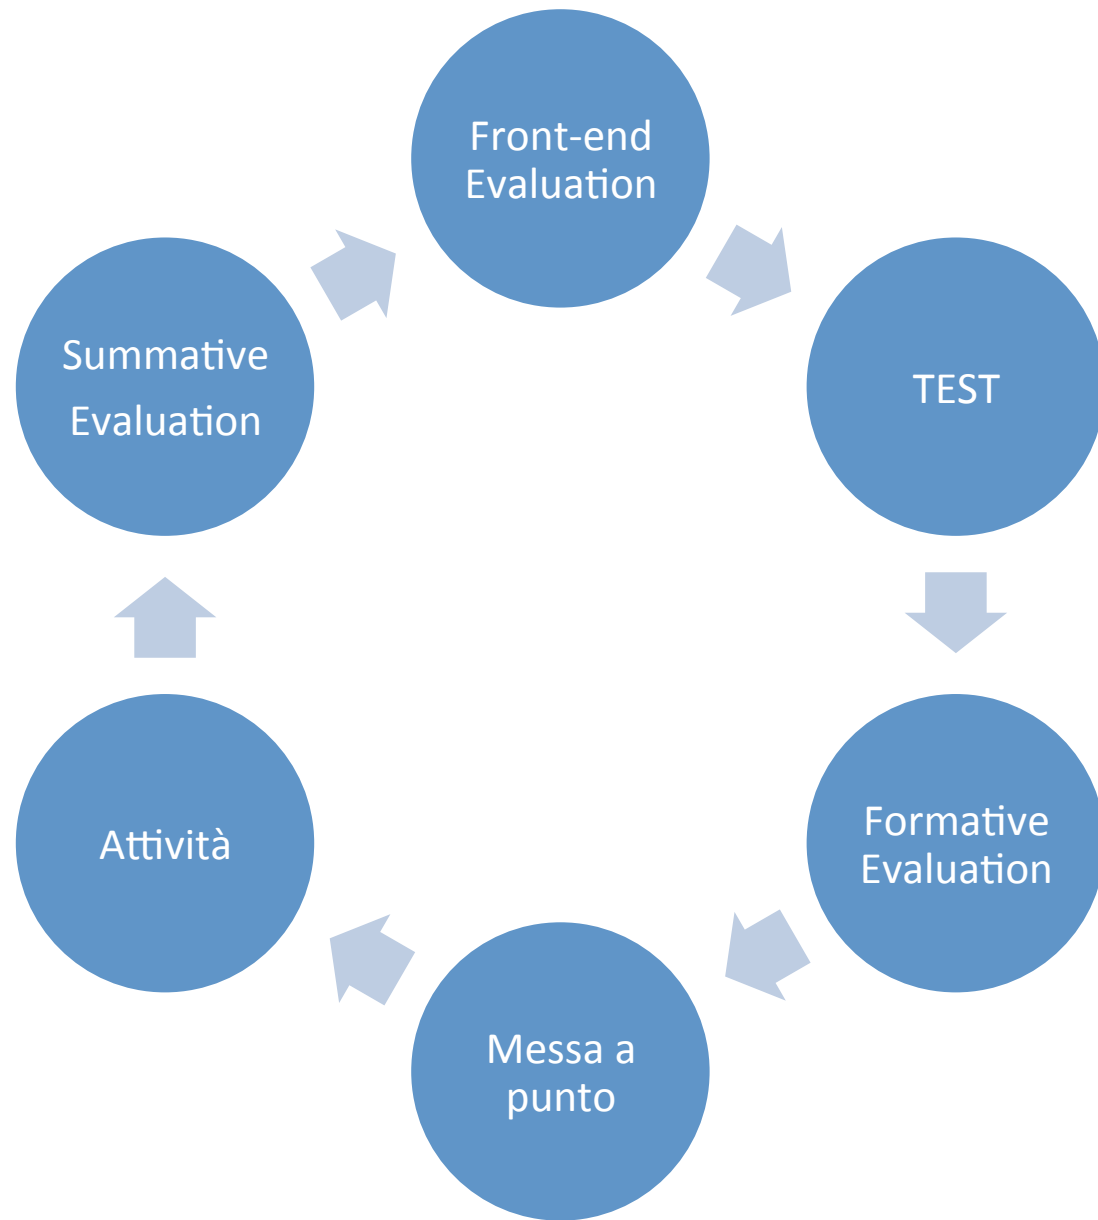 Front-end
Evaluation
TEST
Formative
Evaluation
Messa a
punto
Attività
Summative
Evaluation